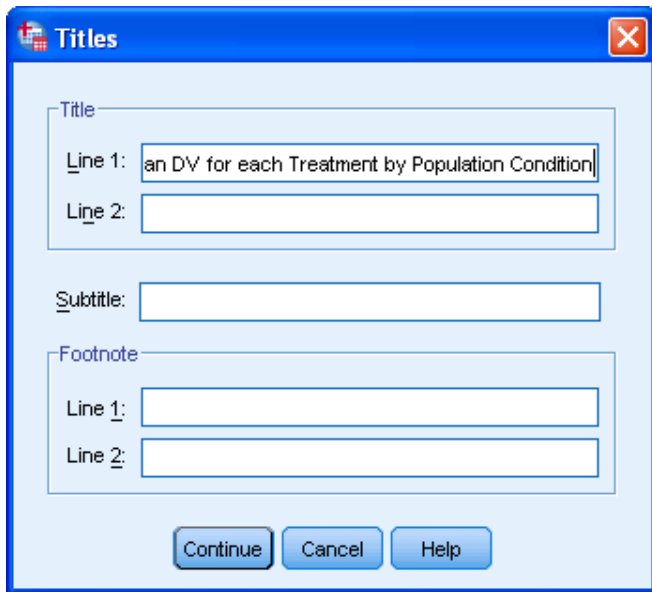 Titles
Title
Line 1: an DV for each Treatment by Population Condition
Line 2:
Subtitle:
Footnote
Line 1:
Line 2:
Continue Cancel Help